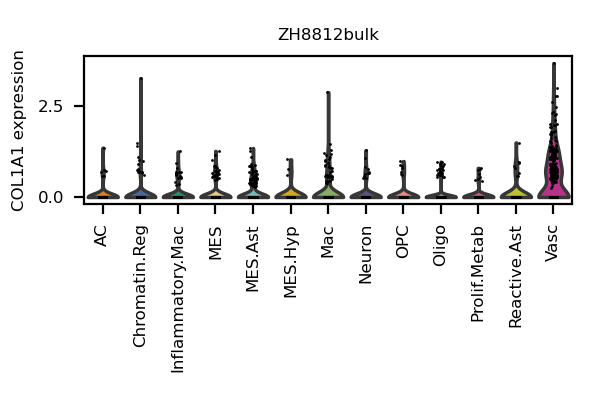 ZH8812bulk
COL1A1 expression
2.5
0.0
AC
Chromatin.Reg
Inflammatory.Mac
MES
MES.Ast
MES.Hyp
Mac
Neuron
OPC
Oligo
Prolif.Metab
Reactive.Ast
Vasc